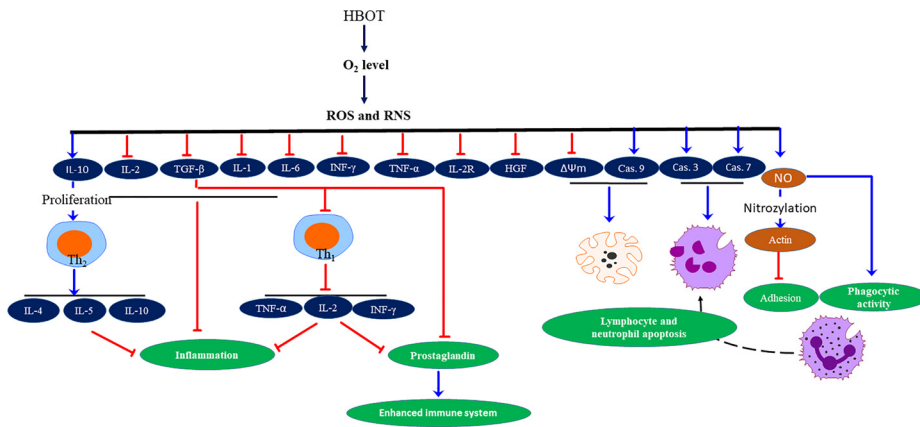 HBOT
O₂ level
ROS and RNS
IL-10
IL-2
TGF-β
IL-1
IL-6
INF-γ
TNF-α
IL-2R
HGF
ΔΨm
Cas. 9
Cas. 3
Cas. 7
NO
Proliferation
Nitrozylation
Th₂
Th₁
Actin
IL-4
IL-5
IL-10
TNF-α
IL-2
INF-γ
Adhesion
Phagocytic
activity
Lymphocyte and
neutrophil apoptosis
Inflammation
Prostaglandin
Enhanced immune system